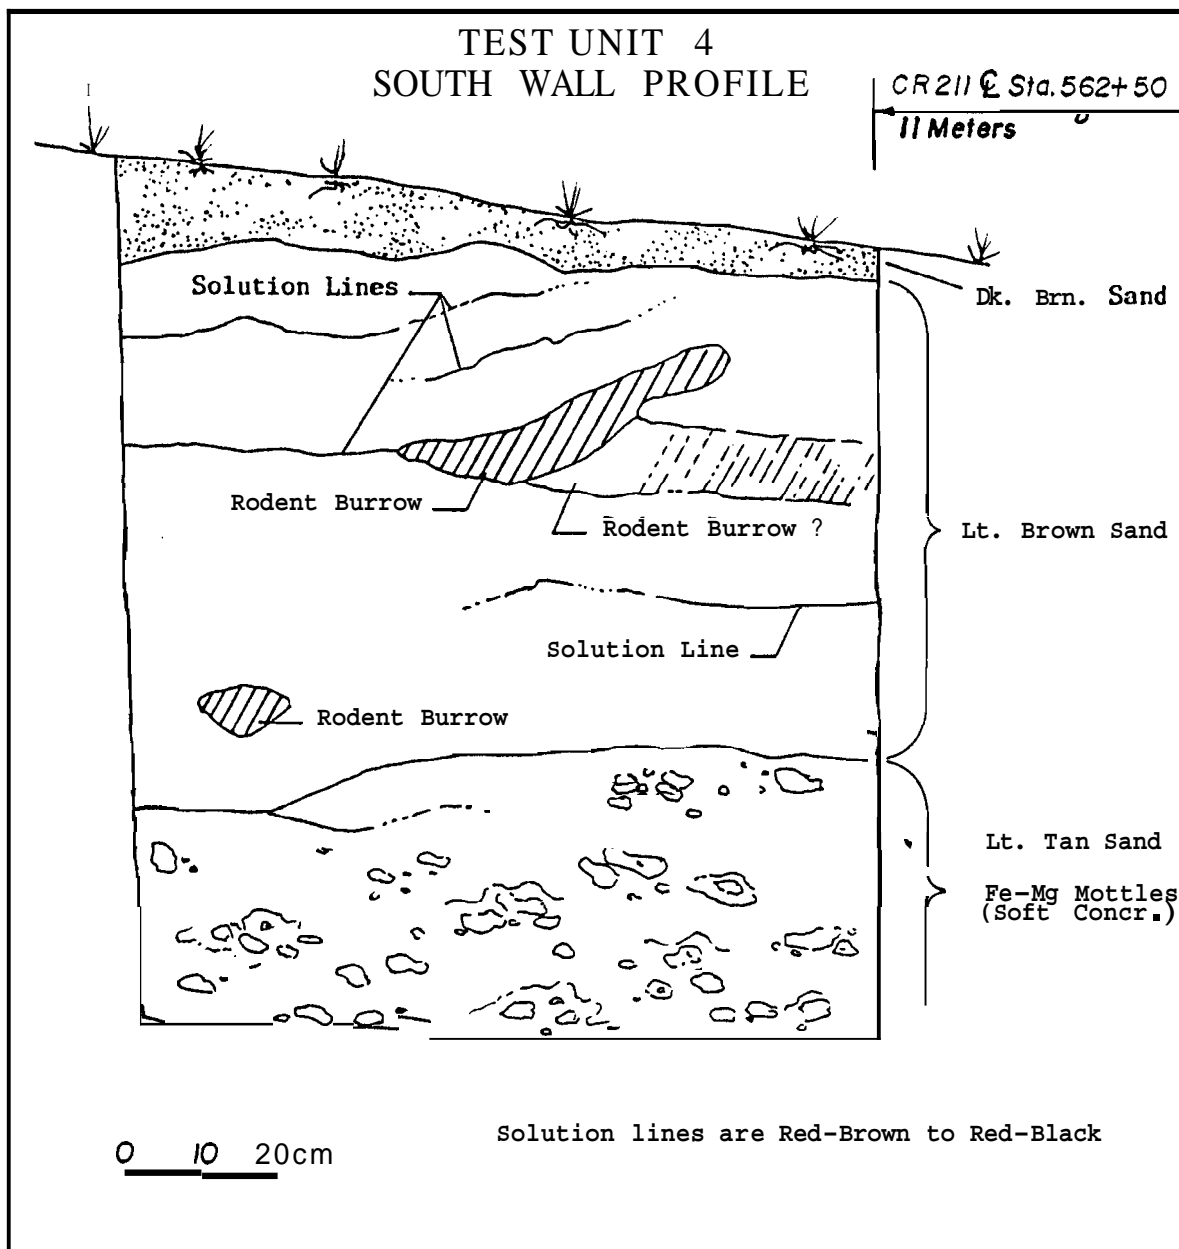 TEST UNIT 4
SOUTH WALL PROFILE
CR 211 ℄ Sta. 562+50
11 Meters
Solution Lines
Dk. Brn. Sand
Rodent Burrow
Rodent Burrow ?
Lt. Brown Sand
Solution Line
Rodent Burrow
Lt. Tan Sand
Fe-Mg Mottles
(Soft Concr.)
Solution lines are Red-Brown to Red-Black
0 10 20cm